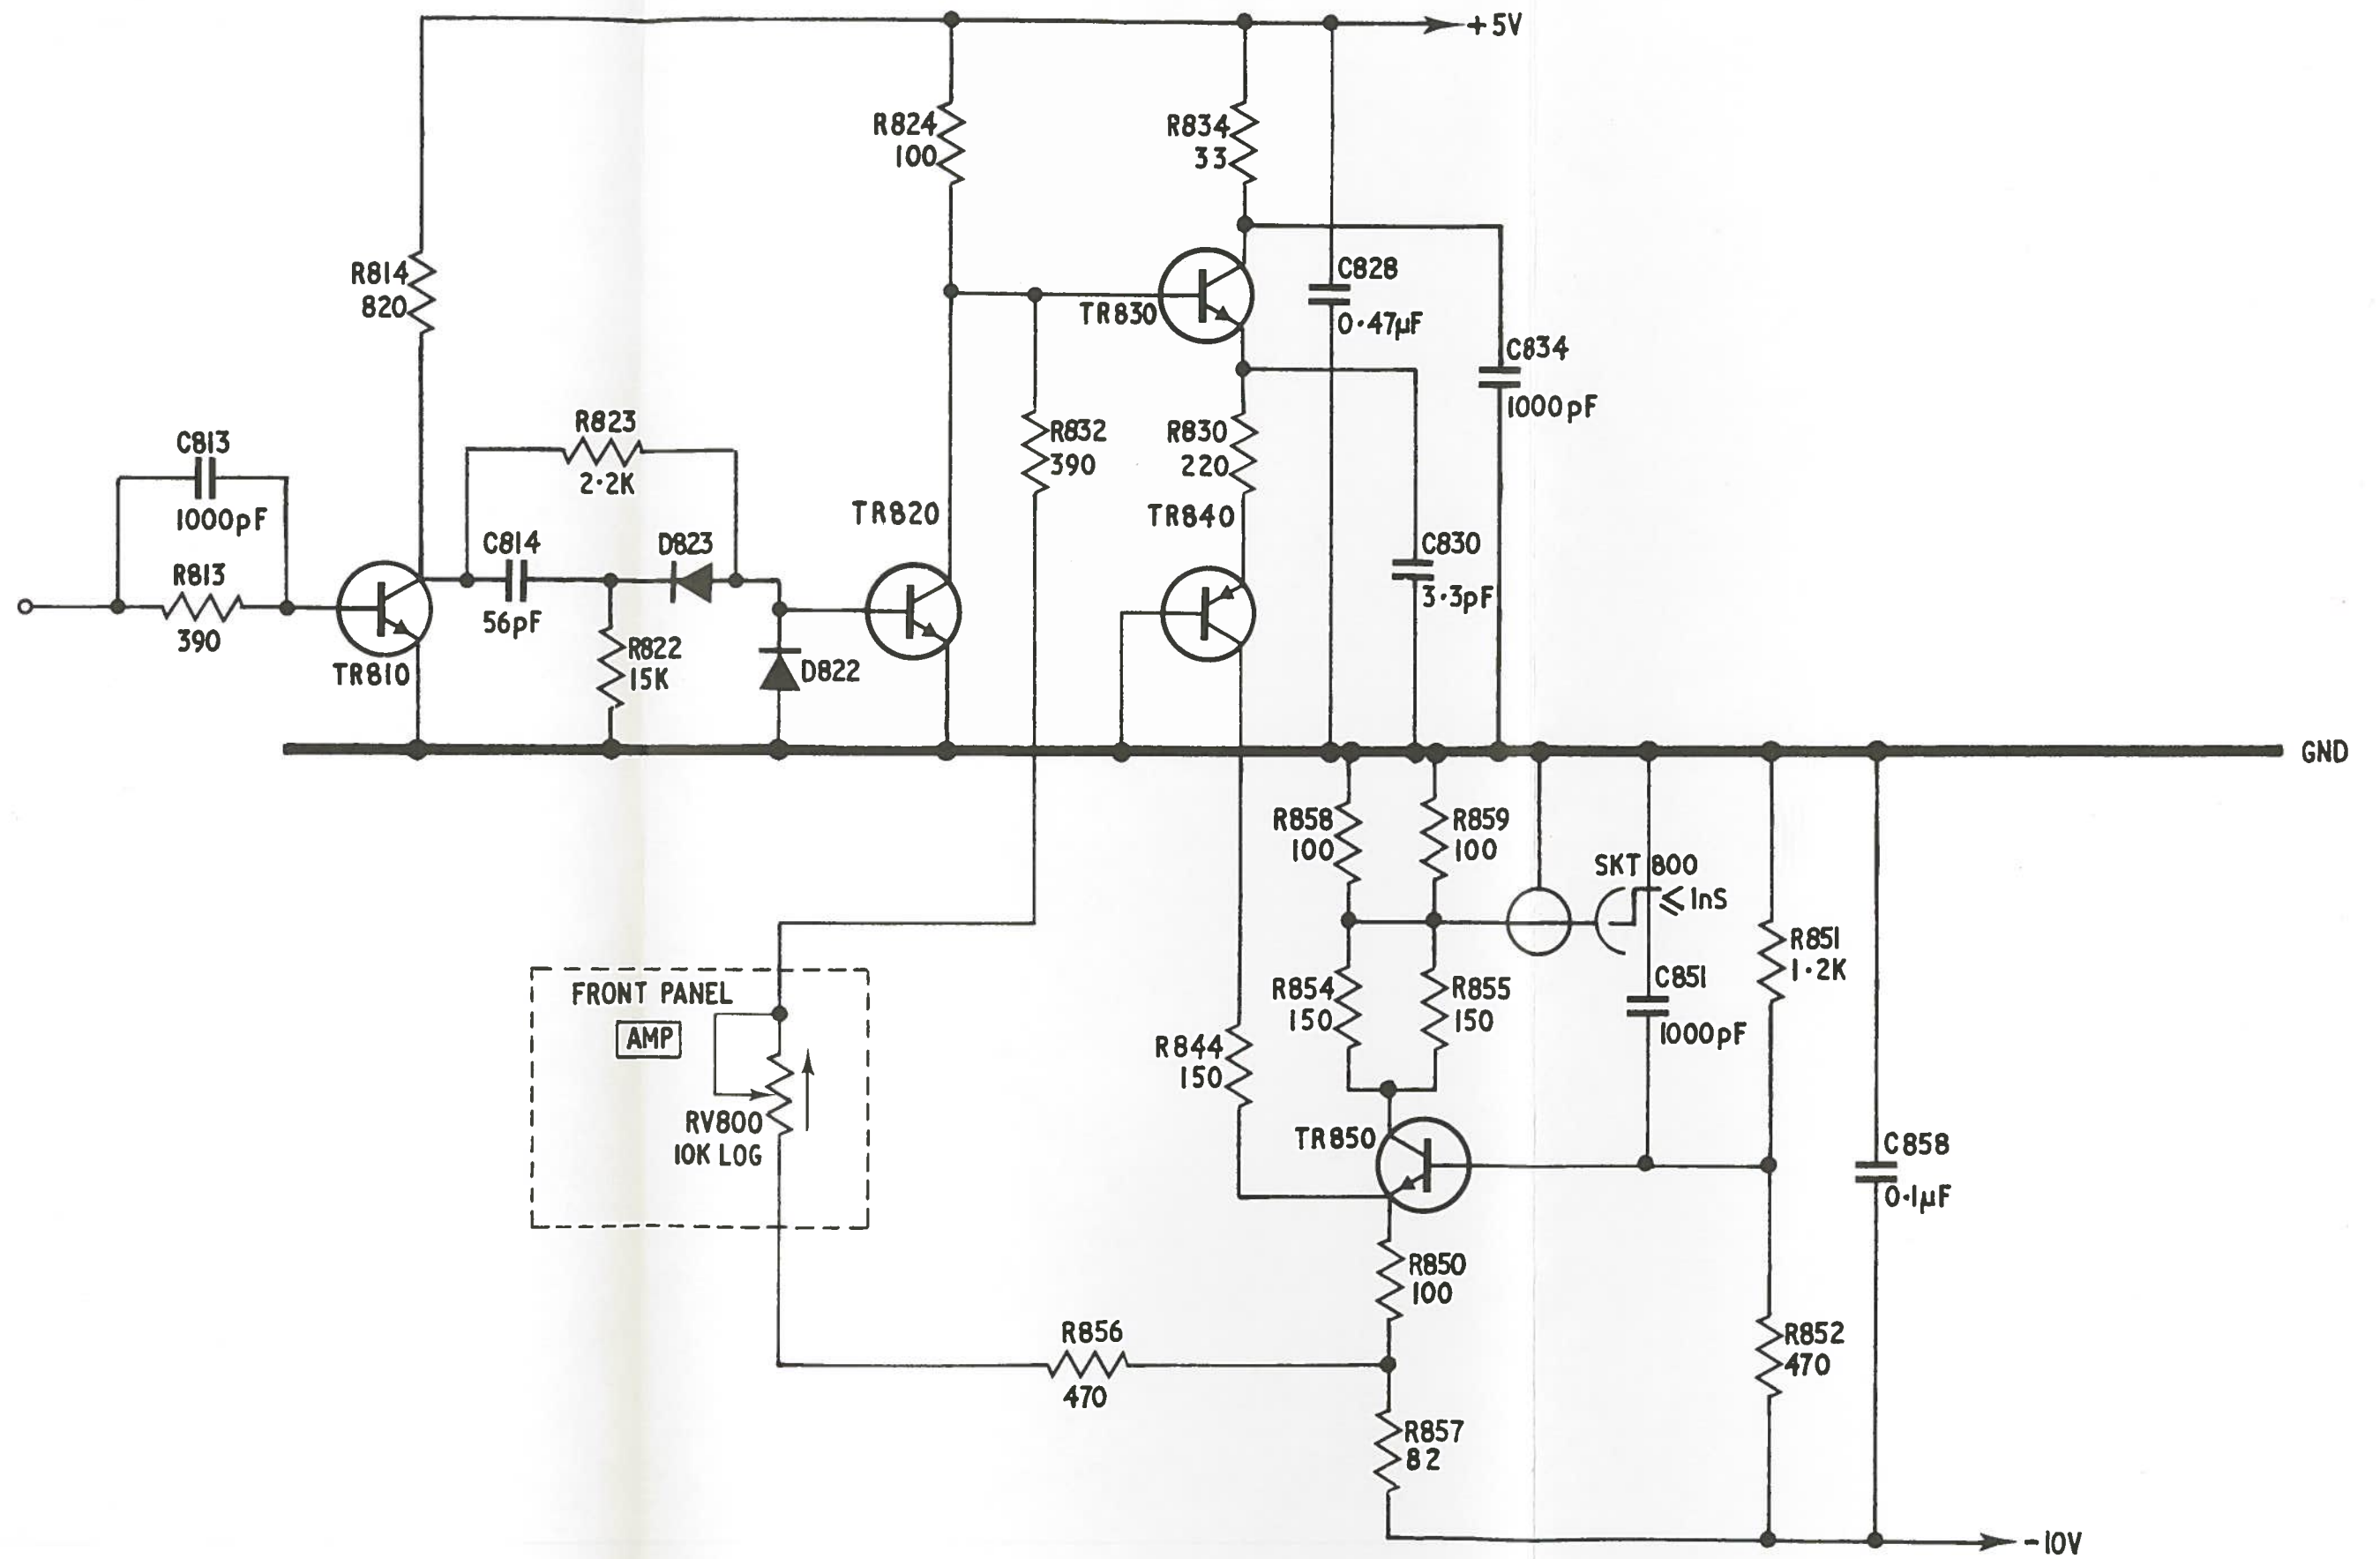 +5V
R824
100
R834
33
R814
820
TR830
C828
0·47µF
C834
1000pF
R823
2·2K
R832
390
R830
220
C813
1000pF
TR820
TR840
C814
56pF
D823
C830
3·3pF
R813
390
TR810
R822
15K
D822
GND
R858
100
R859
100
SKT 800
≤1nS
R851
1·2K
FRONT PANEL
AMP
R854
150
R855
150
C851
1000pF
R844
150
RV800
10K LOG
TR850
C858
0·1µF
R850
100
R856
470
R852
470
R857
82
-10V